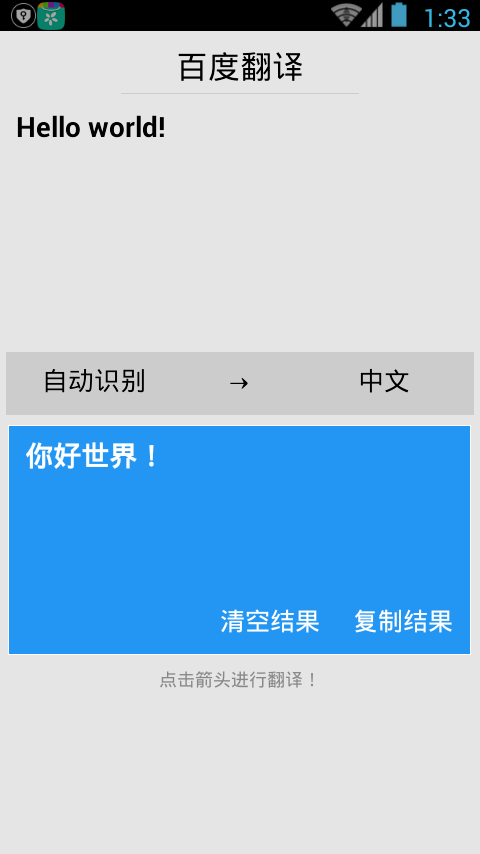 1:33
百度翻译
Hello world!
自动识别 → 中文
你好世界！
清空结果 复制结果
点击箭头进行翻译！